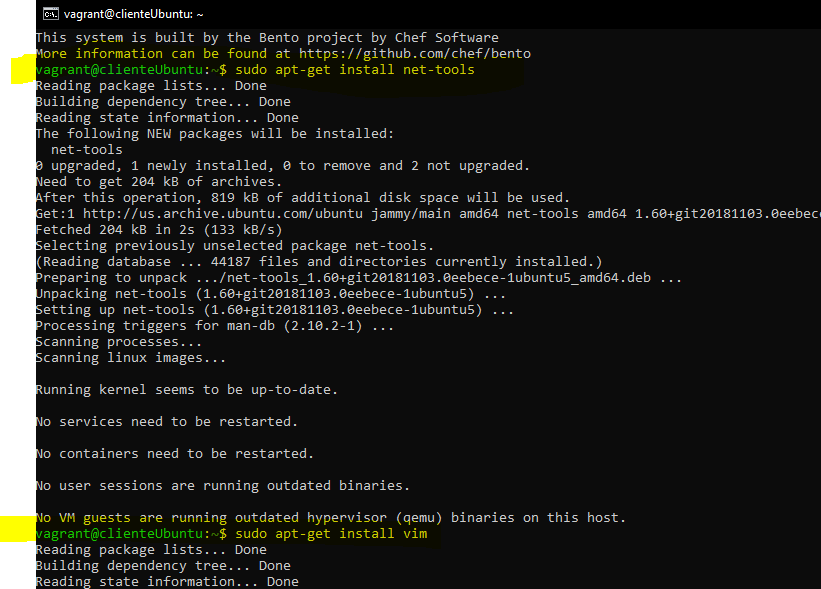 vagrant@clienteUbuntu: ~
This system is built by the Bento project by Chef Software
More information can be found at https://github.com/chef/bento
vagrant@clienteUbuntu:~$ sudo apt-get install net-tools
Reading package lists... Done
Building dependency tree... Done
Reading state information... Done
The following NEW packages will be installed:
  net-tools
0 upgraded, 1 newly installed, 0 to remove and 2 not upgraded.
Need to get 204 kB of archives.
After this operation, 819 kB of additional disk space will be used.
Get:1 http://us.archive.ubuntu.com/ubuntu jammy/main amd64 net-tools amd64 1.60+git20181103.0eebece
Fetched 204 kB in 2s (133 kB/s)
Selecting previously unselected package net-tools.
(Reading database ... 44187 files and directories currently installed.)
Preparing to unpack .../net-tools_1.60+git20181103.0eebece-1ubuntu5_amd64.deb ...
Unpacking net-tools (1.60+git20181103.0eebece-1ubuntu5) ...
Setting up net-tools (1.60+git20181103.0eebece-1ubuntu5) ...
Processing triggers for man-db (2.10.2-1) ...
Scanning processes...
Scanning linux images...
Running kernel seems to be up-to-date.
No services need to be restarted.
No containers need to be restarted.
No user sessions are running outdated binaries.
No VM guests are running outdated hypervisor (qemu) binaries on this host.
vagrant@clienteUbuntu:~$ sudo apt-get install vim
Reading package lists... Done
Building dependency tree... Done
Reading state information... Done